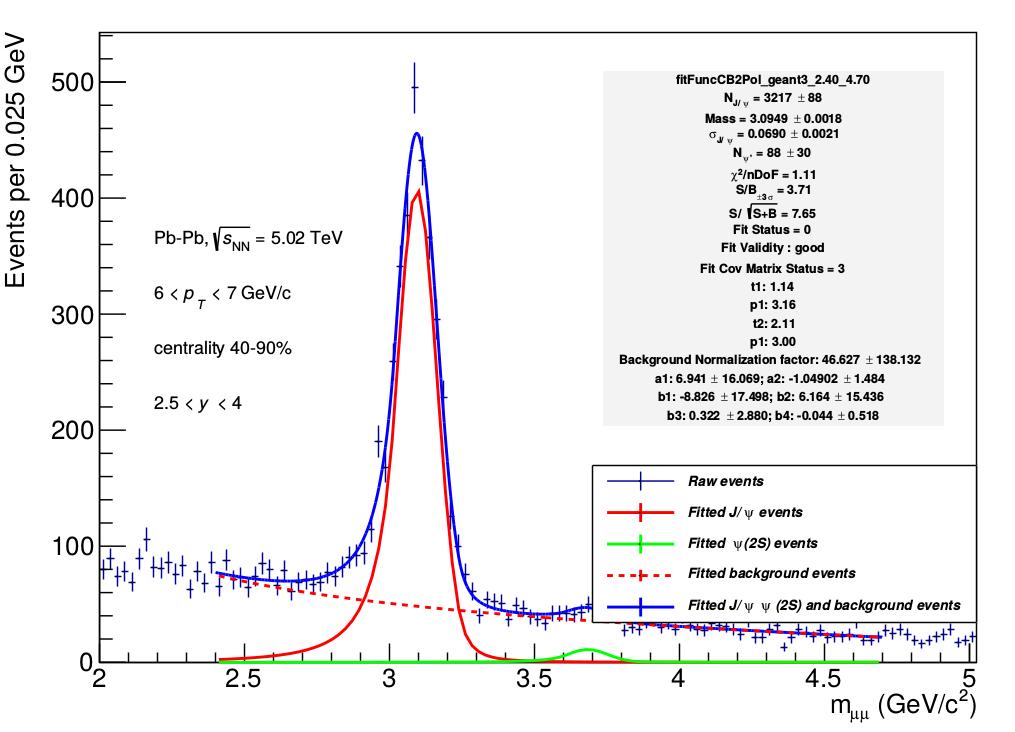 Events per 0.025 GeV
500
400
300
200
100
0
Pb-Pb, √sNN = 5.02 TeV
6 < pT < 7 GeV/c
centrality 40-90%
2.5 < y < 4
fitFuncCB2Pol_geant3_2.40_4.70
NJ/ψ = 3217 ± 88
Mass = 3.0949 ± 0.0018
σJ/ψ = 0.0690 ± 0.0021
Nψ' = 88 ± 30
χ²/nDoF = 1.11
S/B±3σ = 3.71
S/ √S+B = 7.65
Fit Status = 0
Fit Validity : good
Fit Cov Matrix Status = 3
t1: 1.14
p1: 3.16
t2: 2.11
p1: 3.00
Background Normalization factor: 46.627 ± 138.132
a1: 6.941 ± 16.069; a2: -1.04902 ± 1.484
b1: -8.826 ± 17.498; b2: 6.164 ± 15.436
b3: 0.322 ± 2.880; b4: -0.044 ± 0.518
Raw events
Fitted J/ψ events
Fitted ψ(2S) events
Fitted background events
Fitted J/ψ ψ(2S) and background events
2 2.5 3 3.5 4 4.5 5
mμμ (GeV/c²)